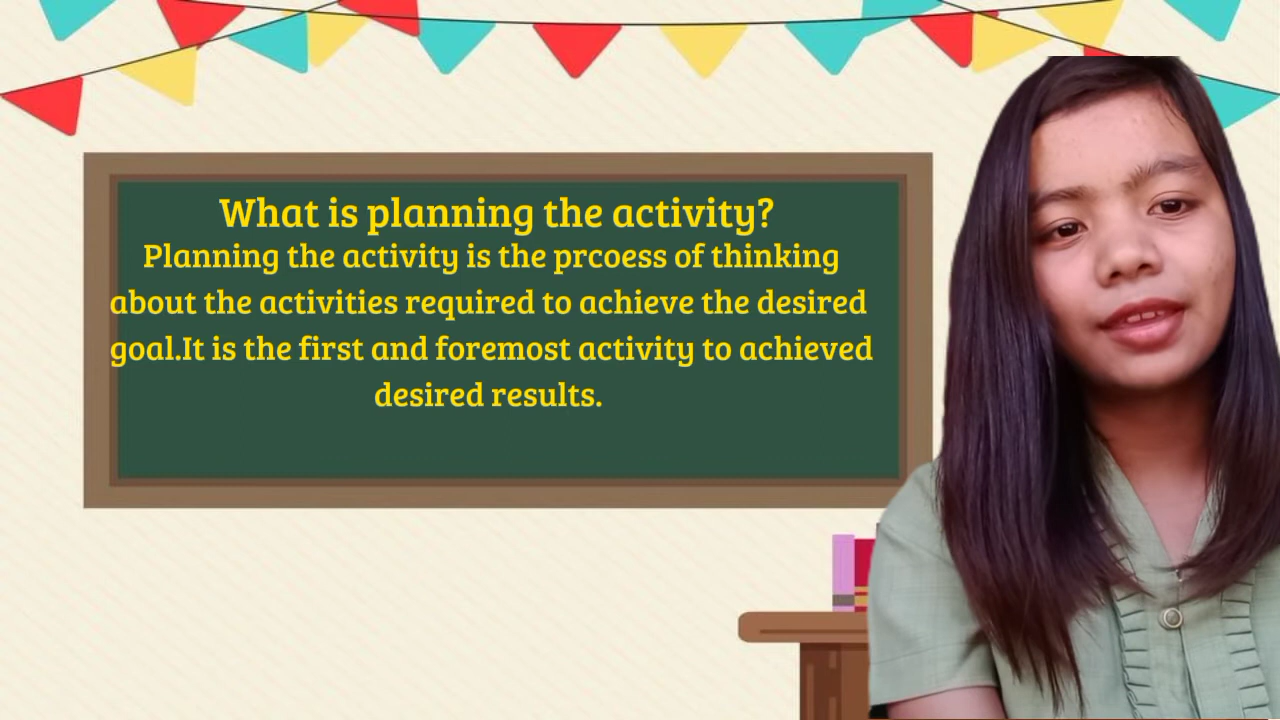 What is planning the activity?
Planning the activity is the prcoess of thinking
about the activities required to achieve the desired
goal.It is the first and foremost activity to achieved
desired results.